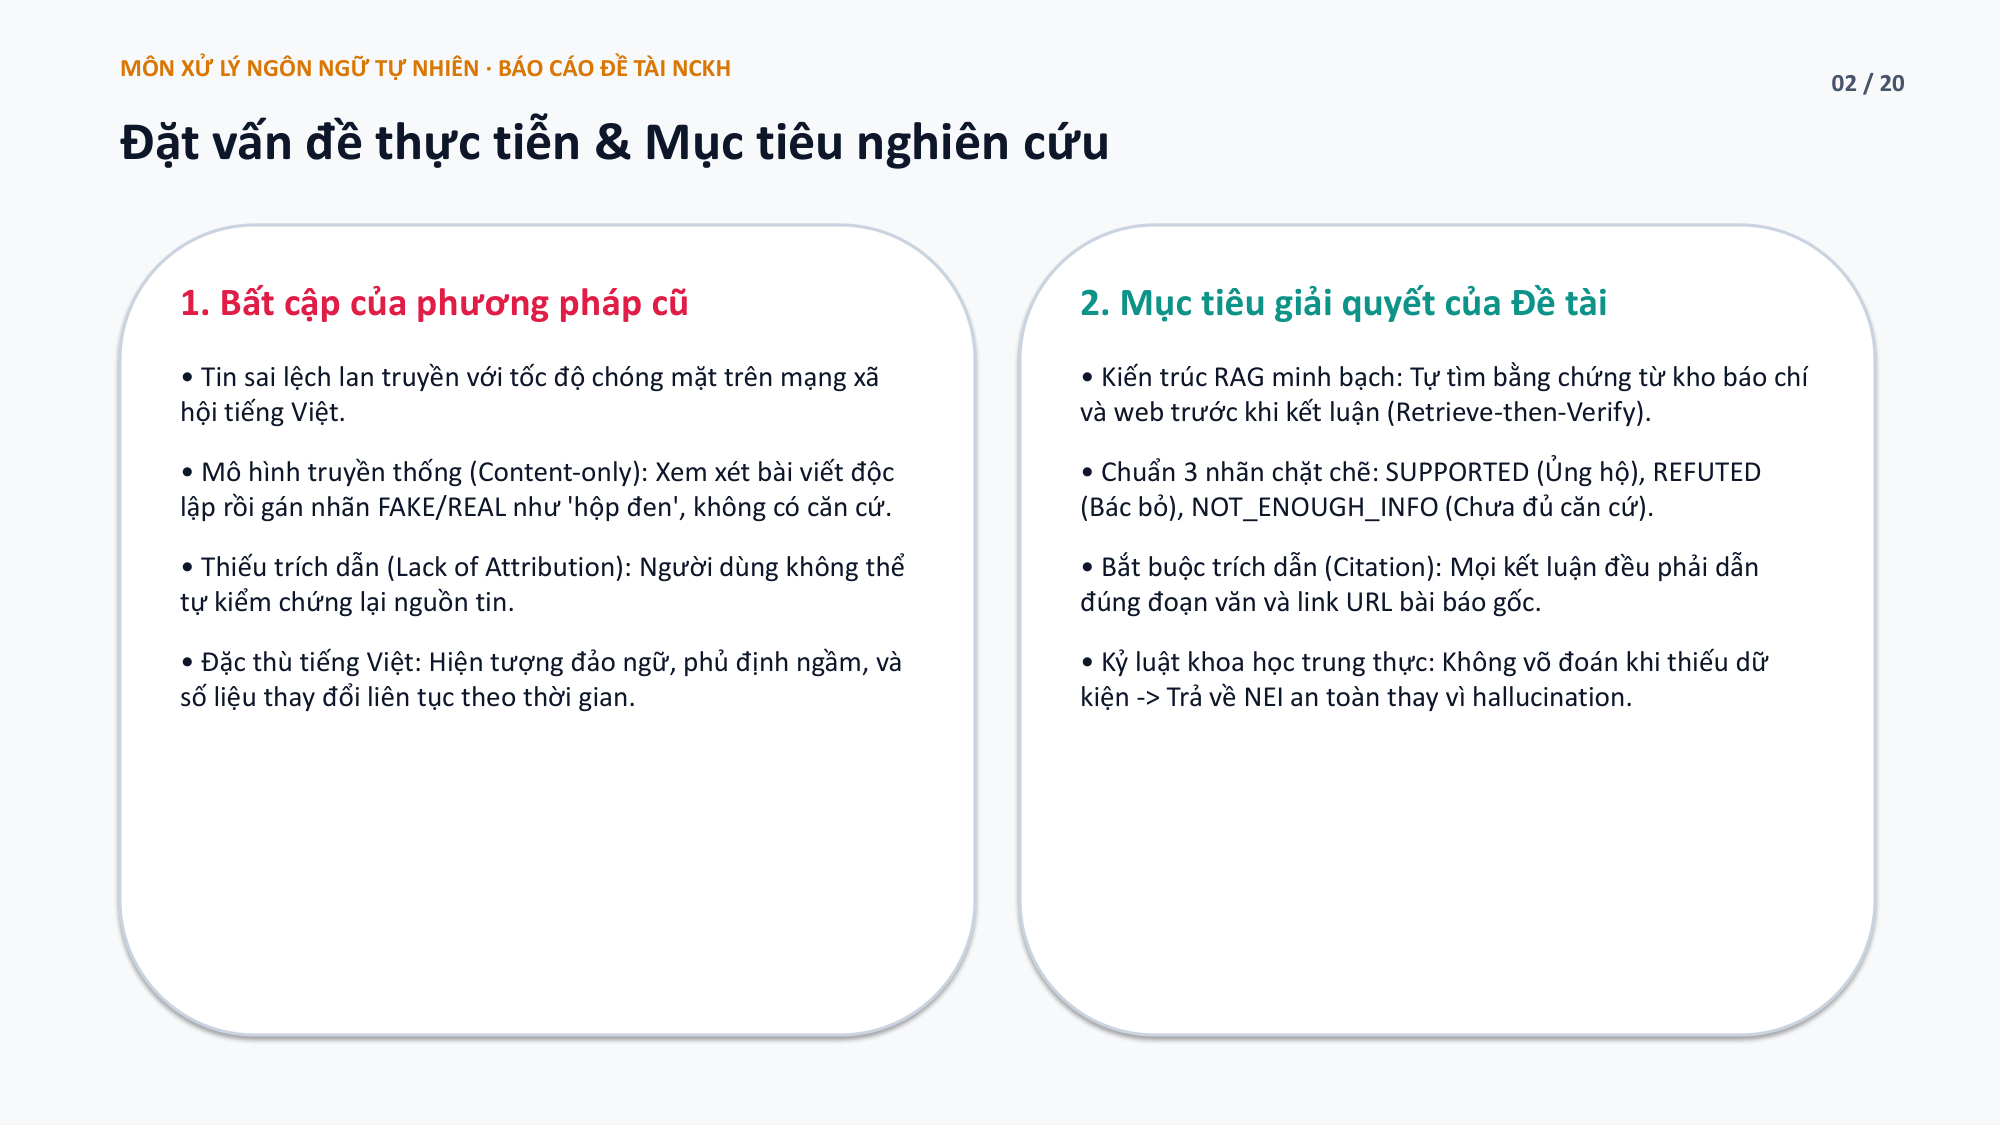 MÔN XỬ LÝ NGÔN NGỮ TỰ NHIÊN · BÁO CÁO ĐỀ TÀI NCKH
02 / 20
Đặt vấn đề thực tiễn & Mục tiêu nghiên cứu
1. Bất cập của phương pháp cũ
• Tin sai lệch lan truyền với tốc độ chóng mặt trên mạng xã
hội tiếng Việt.
• Mô hình truyền thống (Content-only): Xem xét bài viết độc
lập rồi gán nhãn FAKE/REAL như 'hộp đen', không có căn cứ.
• Thiếu trích dẫn (Lack of Attribution): Người dùng không thể
tự kiểm chứng lại nguồn tin.
• Đặc thù tiếng Việt: Hiện tượng đảo ngữ, phủ định ngầm, và
số liệu thay đổi liên tục theo thời gian.
2. Mục tiêu giải quyết của Đề tài
• Kiến trúc RAG minh bạch: Tự tìm bằng chứng từ kho báo chí
và web trước khi kết luận (Retrieve-then-Verify).
• Chuẩn 3 nhãn chặt chẽ: SUPPORTED (Ủng hộ), REFUTED
(Bác bỏ), NOT_ENOUGH_INFO (Chưa đủ căn cứ).
• Bắt buộc trích dẫn (Citation): Mọi kết luận đều phải dẫn
đúng đoạn văn và link URL bài báo gốc.
• Kỷ luật khoa học trung thực: Không võ đoán khi thiếu dữ
kiện -> Trả về NEI an toàn thay vì hallucination.